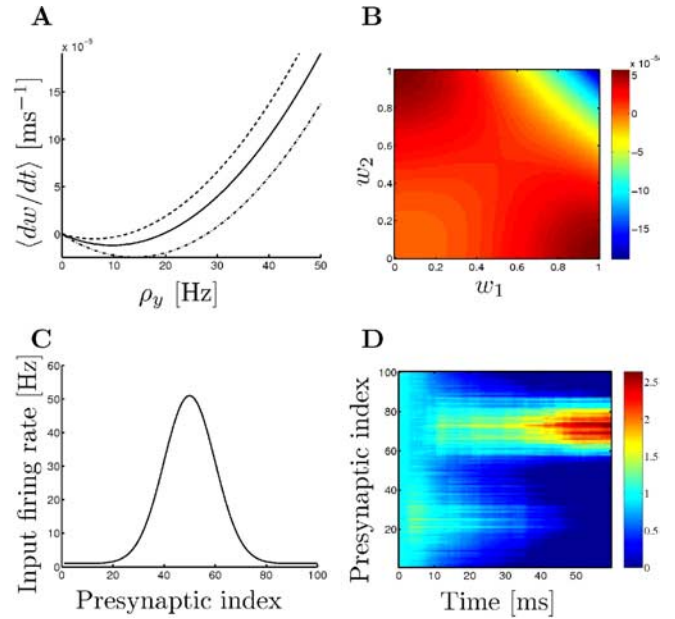 A
x 10⁻⁵
15
10
5
0
⟨dw/dt⟩ [ms⁻¹]
0 10 20 30 40 50
ρ_y [Hz]
B
x 10⁻⁵
1
0.8
0.6
0.4
0.2
0
w₂
0 0.2 0.4 0.6 0.8 1
w₁
5
0
−5
−10
−15
C
60
50
40
30
20
10
0
Input firing rate [Hz]
0 20 40 60 80 100
Presynaptic index
D
100
80
60
40
20
Presynaptic index
0 10 20 30 40 50
Time [ms]
2.5
2
1.5
1
0.5
0